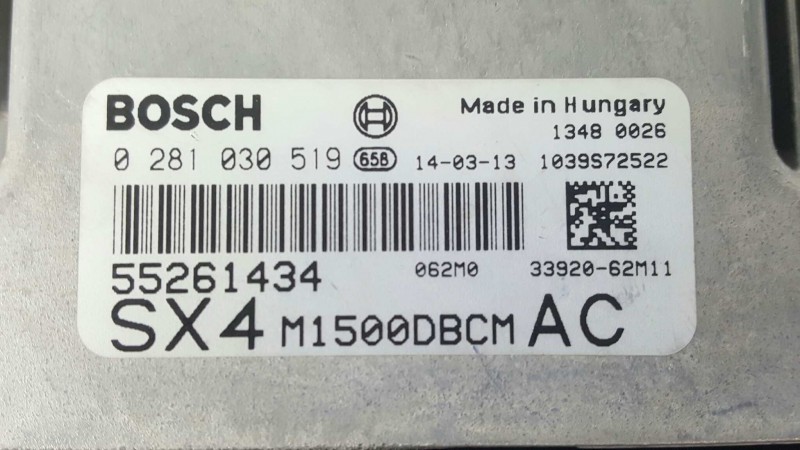 BOSCH Made in Hungary
1348 0026
0 281 030 519 658 14-03-13 1039S72522
55261434 062M0 33920-62M11
SX4 M1500DBCM AC